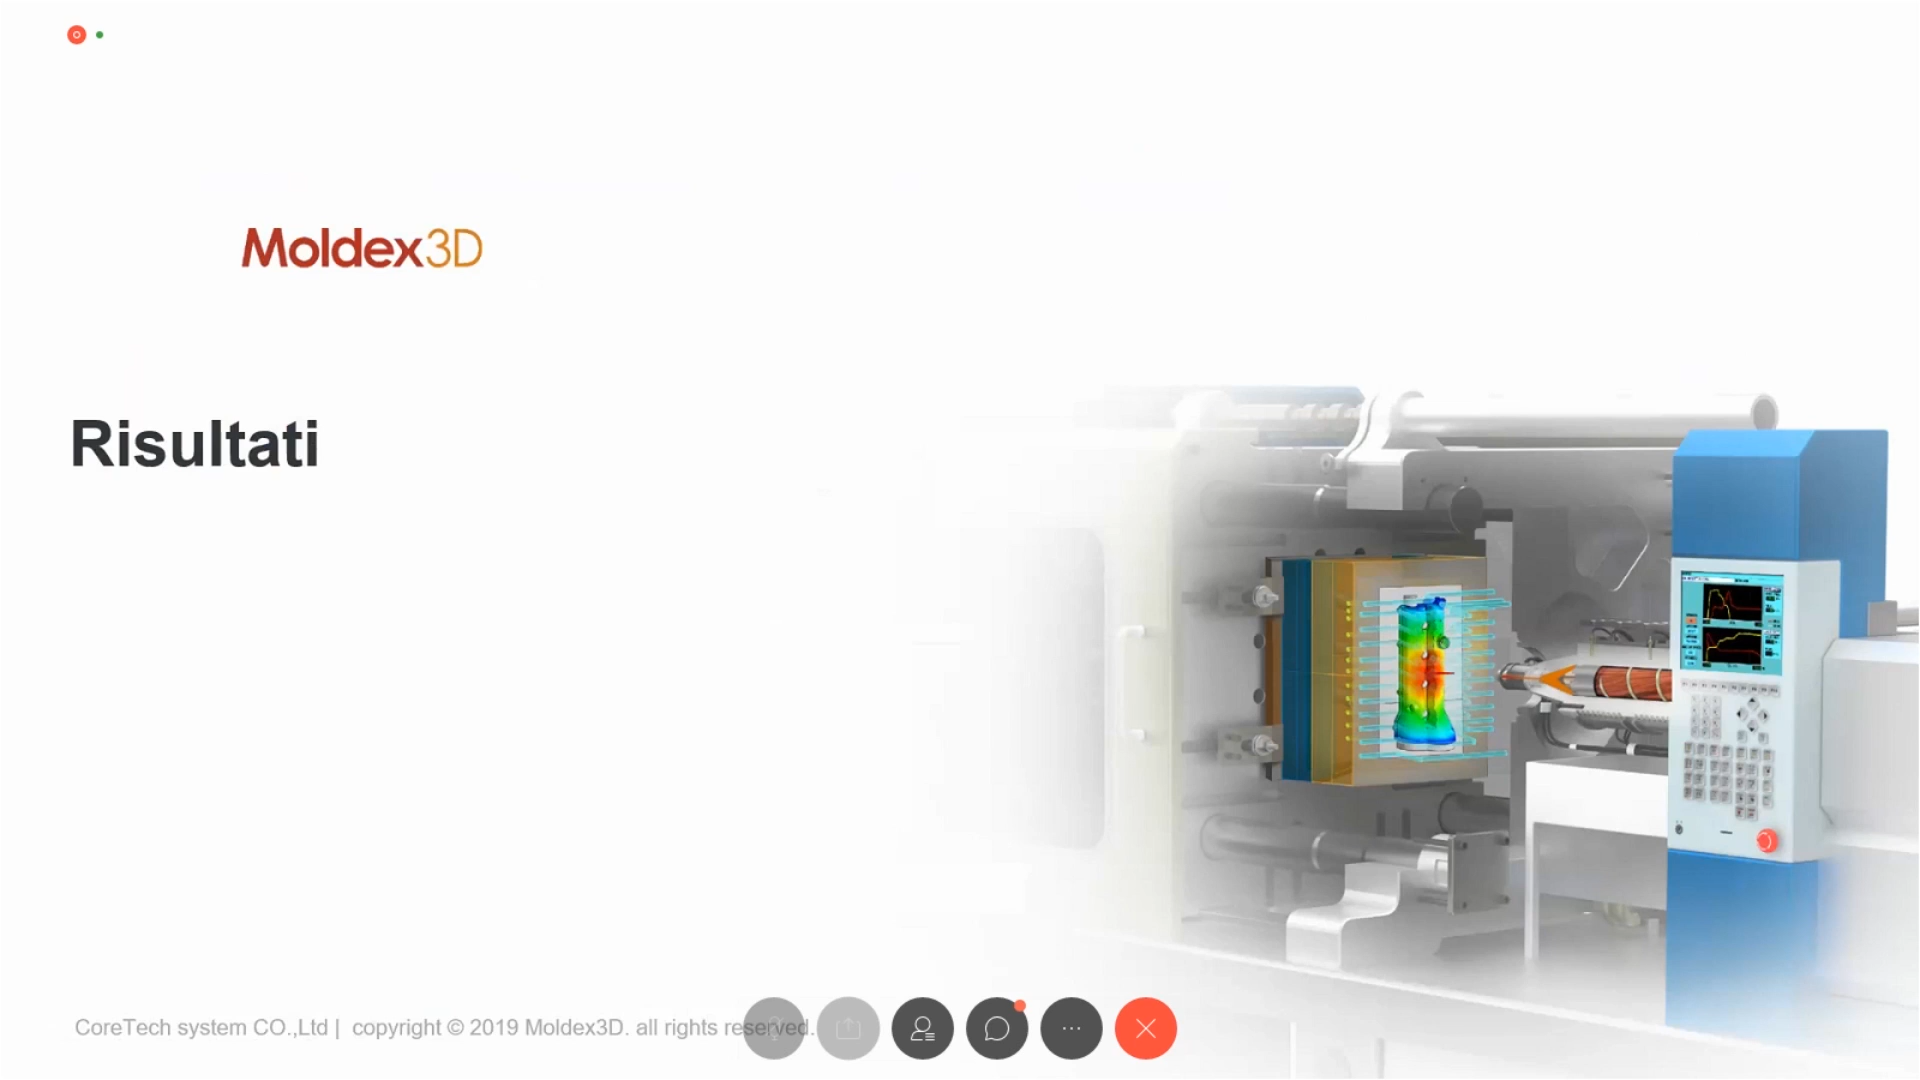 Moldex3D
Risultati
CoreTech system CO.,Ltd | copyright © 2019 Moldex3D. all rights reserved.